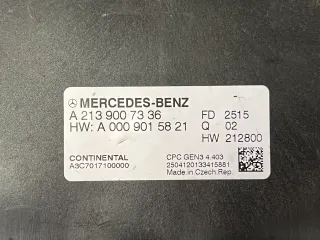 MERCEDES-BENZ
A 213 900 73 36 FD 2515
HW: A 000 901 58 21 Q 02
HW 212800
CONTINENTAL CPC GEN3 4.403
A3C7017100000 2504120133415881
Made in Czech.Rep.